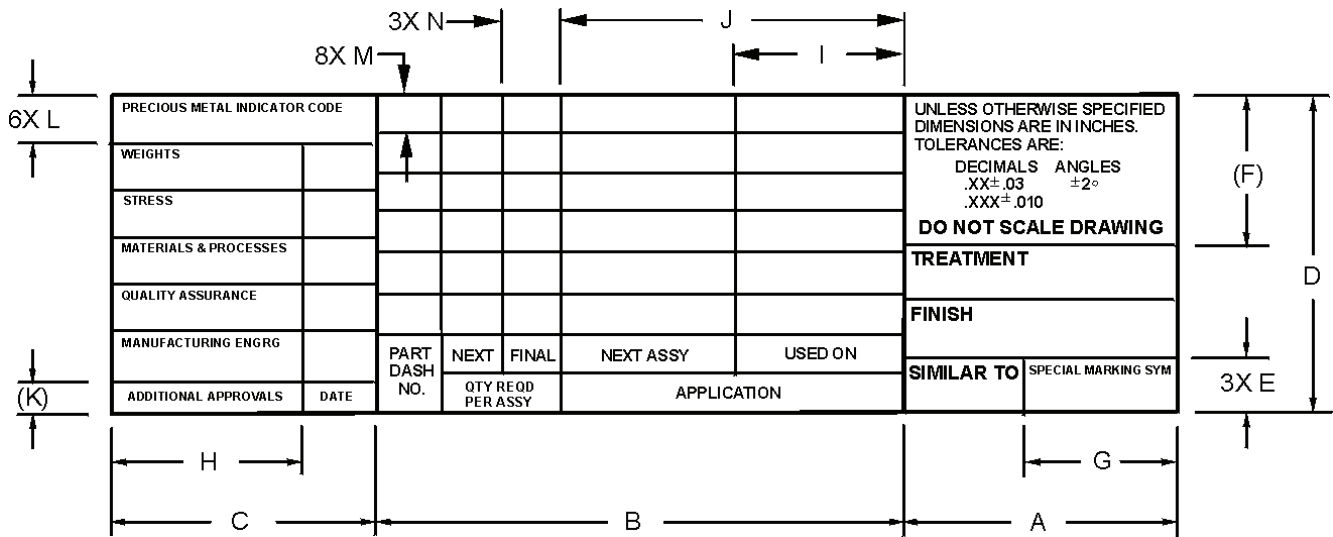 3X N
J
8X M
I
6X L
PRECIOUS METAL INDICATOR CODE
WEIGHTS
STRESS
MATERIALS & PROCESSES
QUALITY ASSURANCE
MANUFACTURING ENGRG
ADDITIONAL APPROVALS
DATE
(K)
PART
DASH
NO.
NEXT
FINAL
QTY REQD
PER ASSY
NEXT ASSY
USED ON
APPLICATION
UNLESS OTHERWISE SPECIFIED
DIMENSIONS ARE IN INCHES.
TOLERANCES ARE:
DECIMALS ANGLES
.XX±.03 ±2°
.XXX±.010
DO NOT SCALE DRAWING
TREATMENT
FINISH
SIMILAR TO
SPECIAL MARKING SYM
(F)
D
3X E
H
G
C
B
A